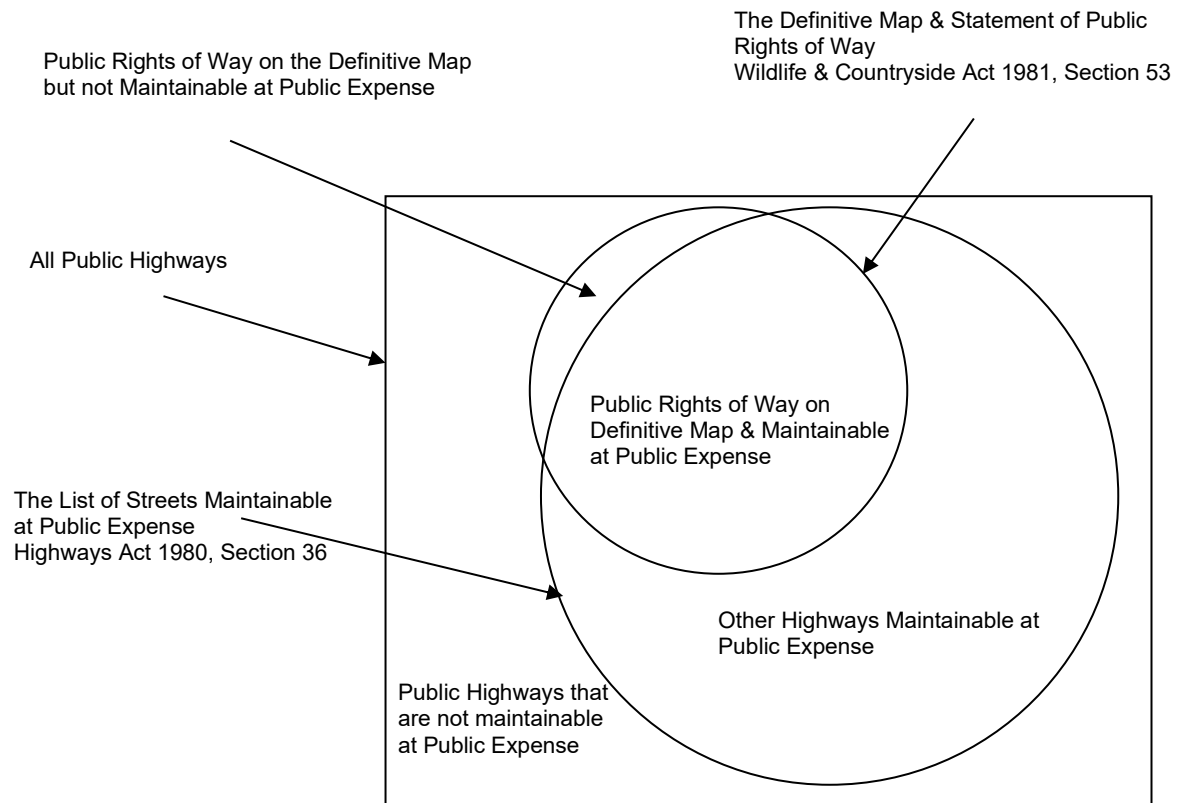 The Definitive Map & Statement of Public
Rights of Way
Wildlife & Countryside Act 1981, Section 53
Public Rights of Way on the Definitive Map
but not Maintainable at Public Expense
All Public Highways
Public Rights of Way on
Definitive Map & Maintainable
at Public Expense
The List of Streets Maintainable
at Public Expense
Highways Act 1980, Section 36
Other Highways Maintainable at
Public Expense
Public Highways that
are not maintainable
at Public Expense